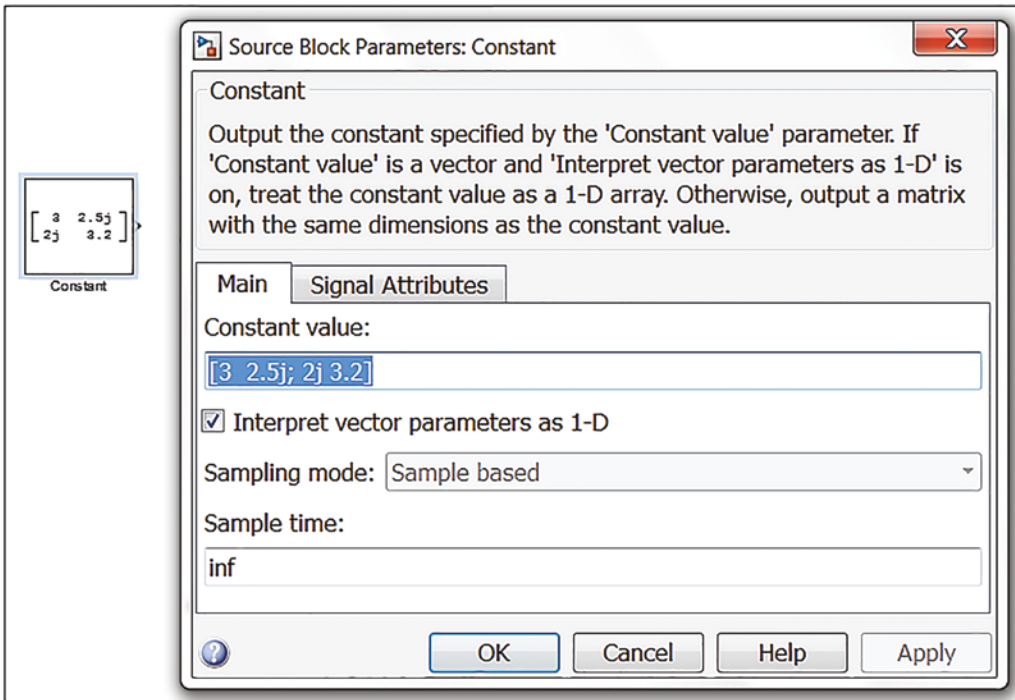 Source Block Parameters: Constant
Constant
Output the constant specified by the 'Constant value' parameter. If
'Constant value' is a vector and 'Interpret vector parameters as 1-D' is
on, treat the constant value as a 1-D array. Otherwise, output a matrix
with the same dimensions as the constant value.
3 2.5j
2j 3.2
Constant
Main Signal Attributes
Constant value:
[3 2.5j; 2j 3.2]
Interpret vector parameters as 1-D
Sampling mode: Sample based
Sample time:
inf
OK Cancel Help Apply